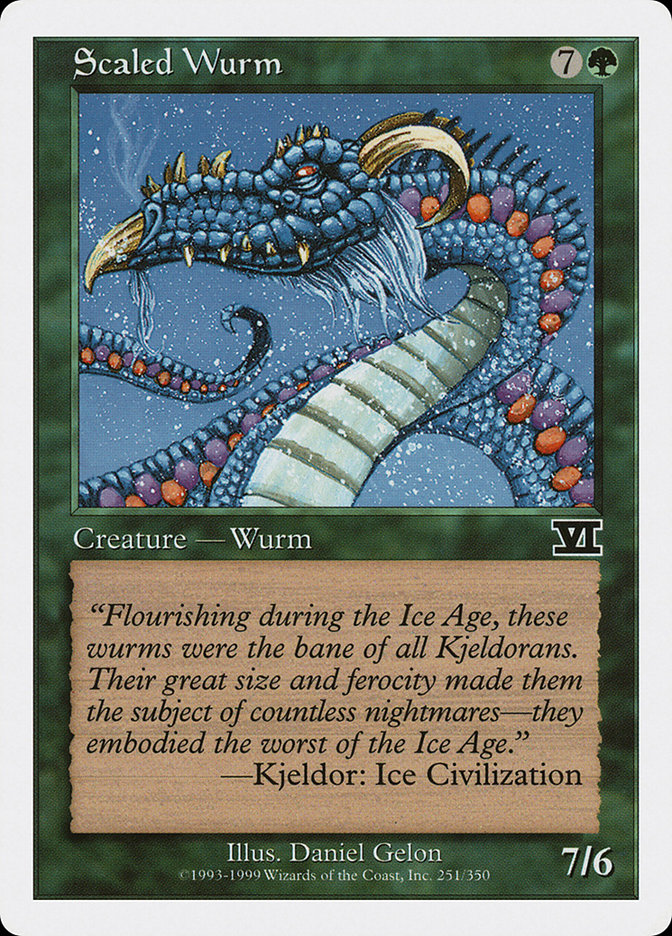 Scaled Wurm
7
Creature — Wurm
VI
“Flourishing during the Ice Age, these
wurms were the bane of all Kjeldorans.
Their great size and ferocity made them
the subject of countless nightmares—they
embodied the worst of the Ice Age.”
—Kjeldor: Ice Civilization
Illus. Daniel Gelon
©1993-1999 Wizards of the Coast, Inc. 251/350
7/6